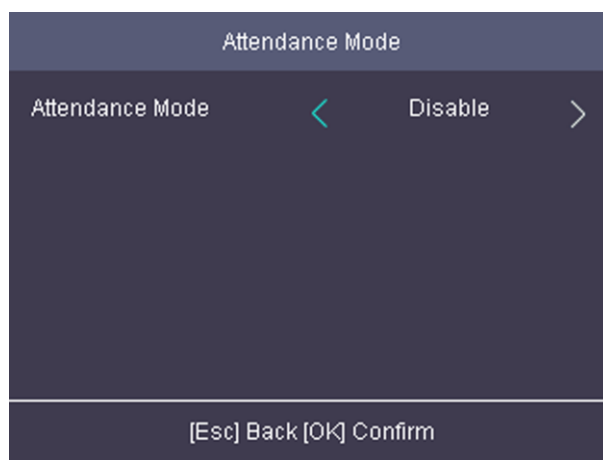 Attendance Mode
Attendance Mode < Disable >
[Esc] Back [OK] Confirm